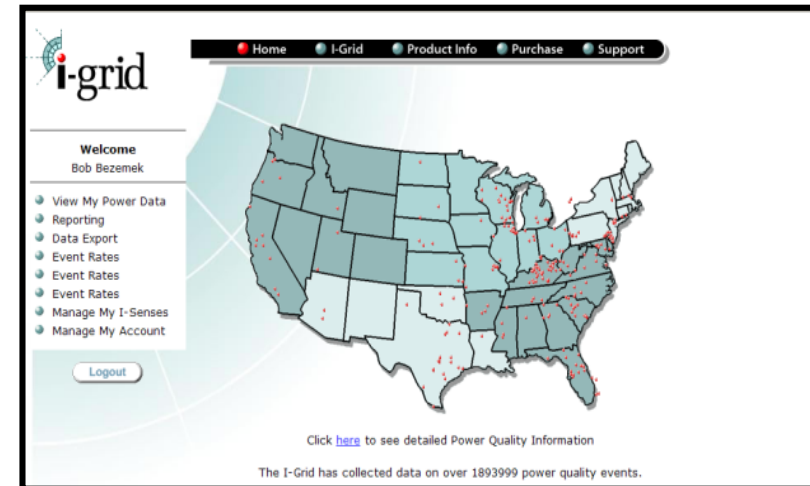 i-grid
Home I-Grid Product Info Purchase Support
Welcome
Bob Bezemek
View My Power Data
Reporting
Data Export
Event Rates
Event Rates
Event Rates
Manage My I-Senses
Manage My Account
Logout
Click here to see detailed Power Quality Information
The I-Grid has collected data on over 1893999 power quality events.